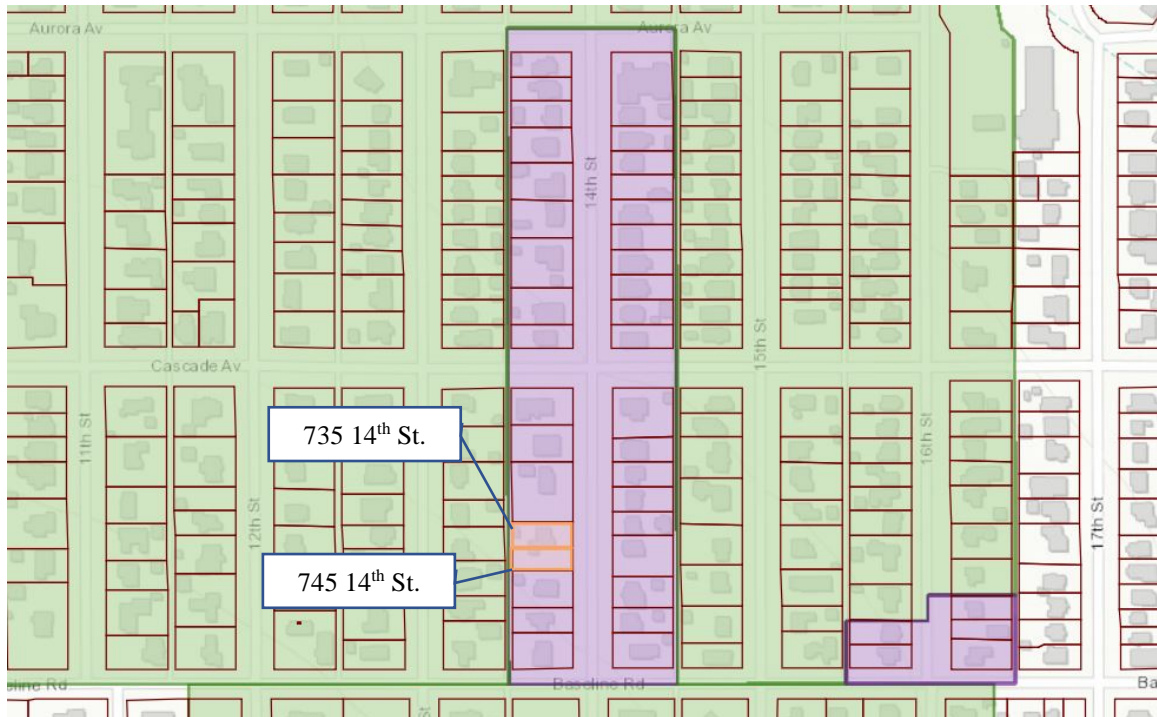 Aurora Av
Aurora Av
14th St
15th St
Cascade Av
11th St
12th St
16th St
17th St
735 14th St.
745 14th St.
Baseline Rd